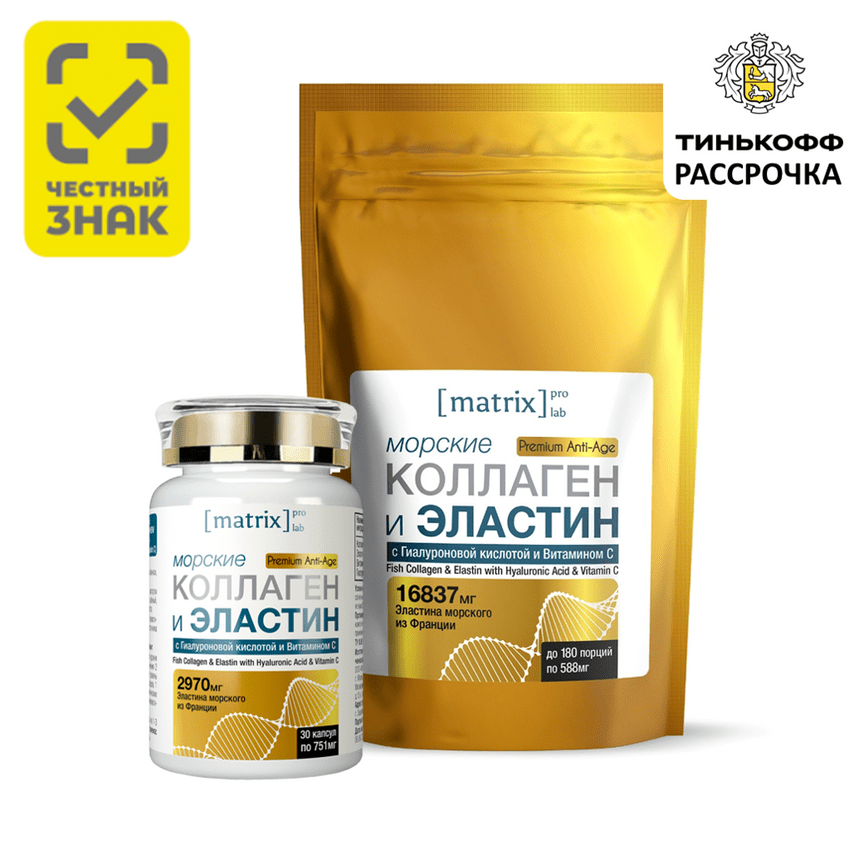 ЧЕСТНЫЙ
ЗНАК
ТИНЬКОФФ
РАССРОЧКА
[matrix] pro lab
морские Premium Anti-Age
КОЛЛАГЕН
и ЭЛАСТИН
с Гиалуроновой кислотой и Витамином С
Fish Collagen & Elastin with Hyaluronic Acid & Vitamin C
16837мг
Эластина морского
из Франции
до 180 порций
по 588мг
[matrix] pro lab
морские Premium Anti-Age
КОЛЛАГЕН
и ЭЛАСТИН
с Гиалуроновой кислотой и Витамином С
Fish Collagen & Elastin with Hyaluronic Acid & Vitamin C
2970мг
Эластина морского
из Франции
30 капсул
по 751мг